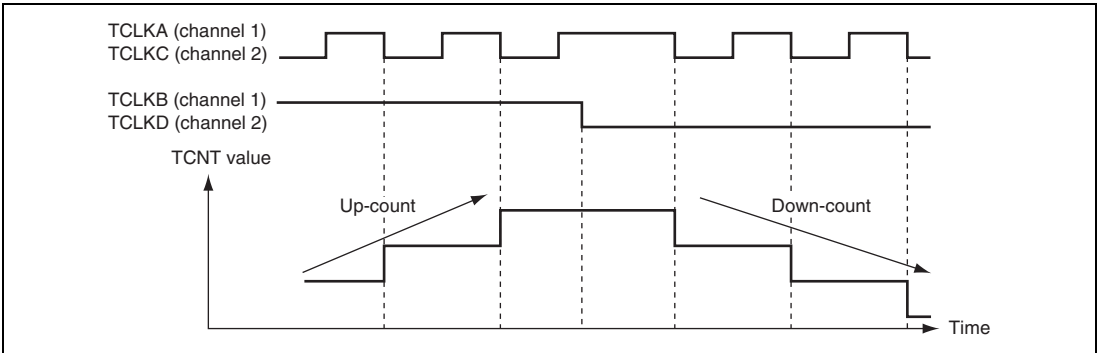 TCLKA (channel 1)
TCLKC (channel 2)
TCLKB (channel 1)
TCLKD (channel 2)
TCNT value
Up-count
Down-count
Time